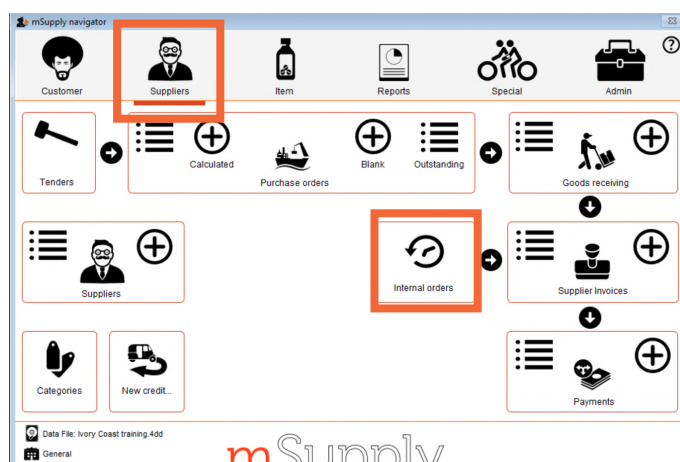 mSupply navigator
Customer
Suppliers
Item
Reports
Special
Admin
?
Tenders
Calculated
Blank
Outstanding
Purchase orders
Goods receiving
Suppliers
Internal orders
Supplier Invoices
Categories
New credit...
Payments
Data File: Ivory Coast training.4dd
General
mSupply